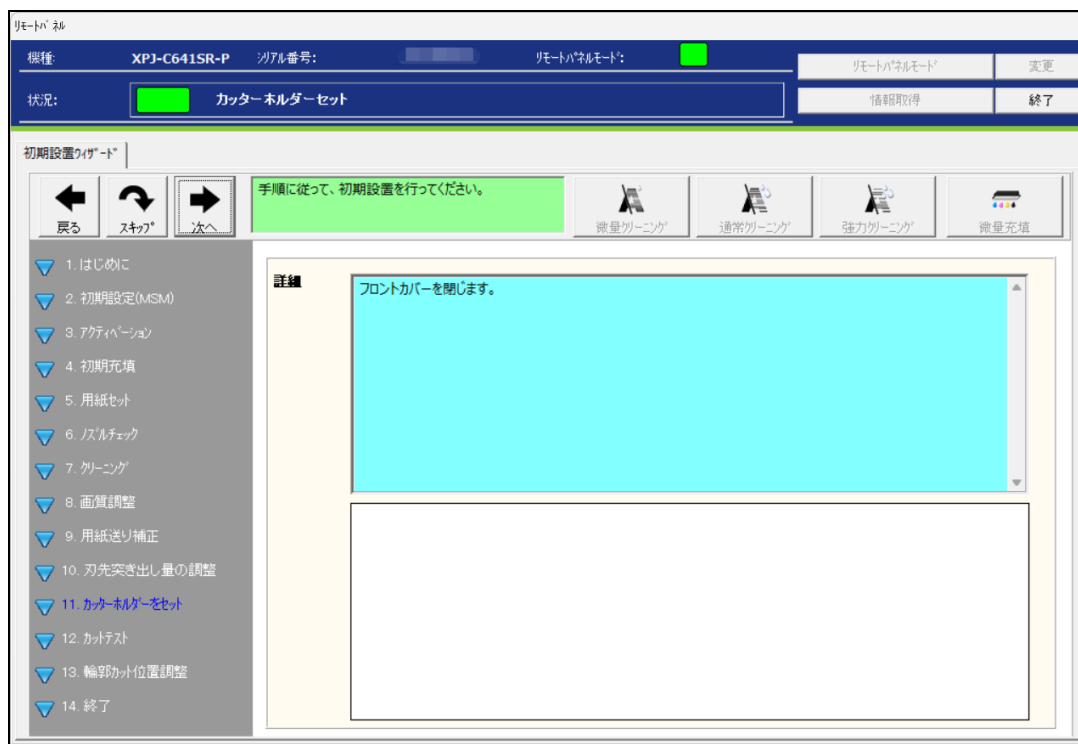 ﾘﾓｰﾄﾊﾟﾈﾙ
機種: XPJ-C641SR-P ｼﾘｱﾙ番号: ﾘﾓｰﾄﾊﾟﾈﾙﾓｰﾄﾞ: ﾘﾓｰﾄﾊﾟﾈﾙﾓｰﾄﾞ 変更
状況: カッターホルダーセット 情報取得 終了
初期設置ｳｨｻﾞｰﾄﾞ
戻る ｽｷｯﾌﾟ 次へ 手順に従って、初期設置を行ってください。 微量ｸﾘｰﾆﾝｸﾞ 通常ｸﾘｰﾆﾝｸﾞ 強力ｸﾘｰﾆﾝｸﾞ 微量充填
1. はじめに
2. 初期設定(MSM)
3. ｱｸﾃｨﾍﾞｰｼｮﾝ
4. 初期充填
5. 用紙ｾｯﾄ
6. ﾉｽﾞﾙﾁｪｯｸ
7. ｸﾘｰﾆﾝｸﾞ
8. 画質調整
9. 用紙送り補正
10. 刃先突き出し量の調整
11. ｶｯﾀｰﾎﾙﾀﾞｰをｾｯﾄ
12. ｶｯﾄﾃｽﾄ
13. 輪郭ｶｯﾄ位置調整
14. 終了
詳細
フロントカバーを閉じます。